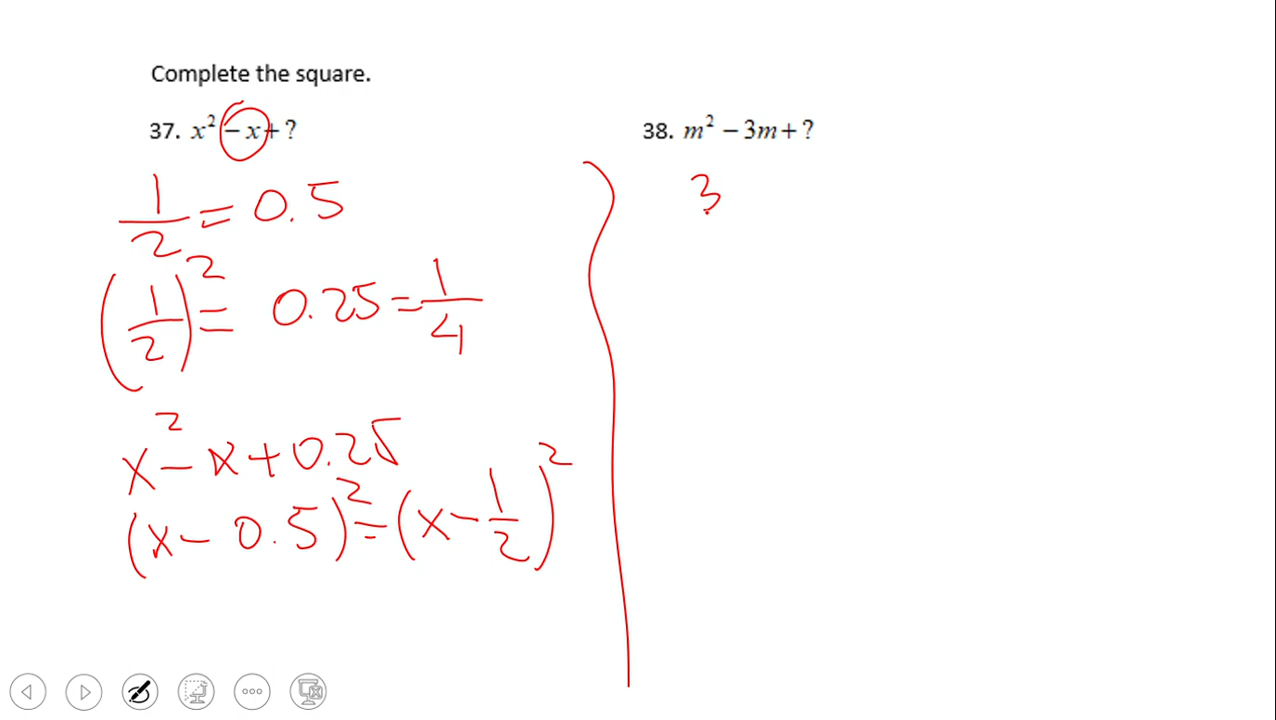 Complete the square.
37. x² − x + ?
1/2 = 0.5
(1/2)² = 0.25 = 1/4
x² − x + 0.25
(x − 0.5)² = (x − 1/2)²
38. m² − 3m + ?
3